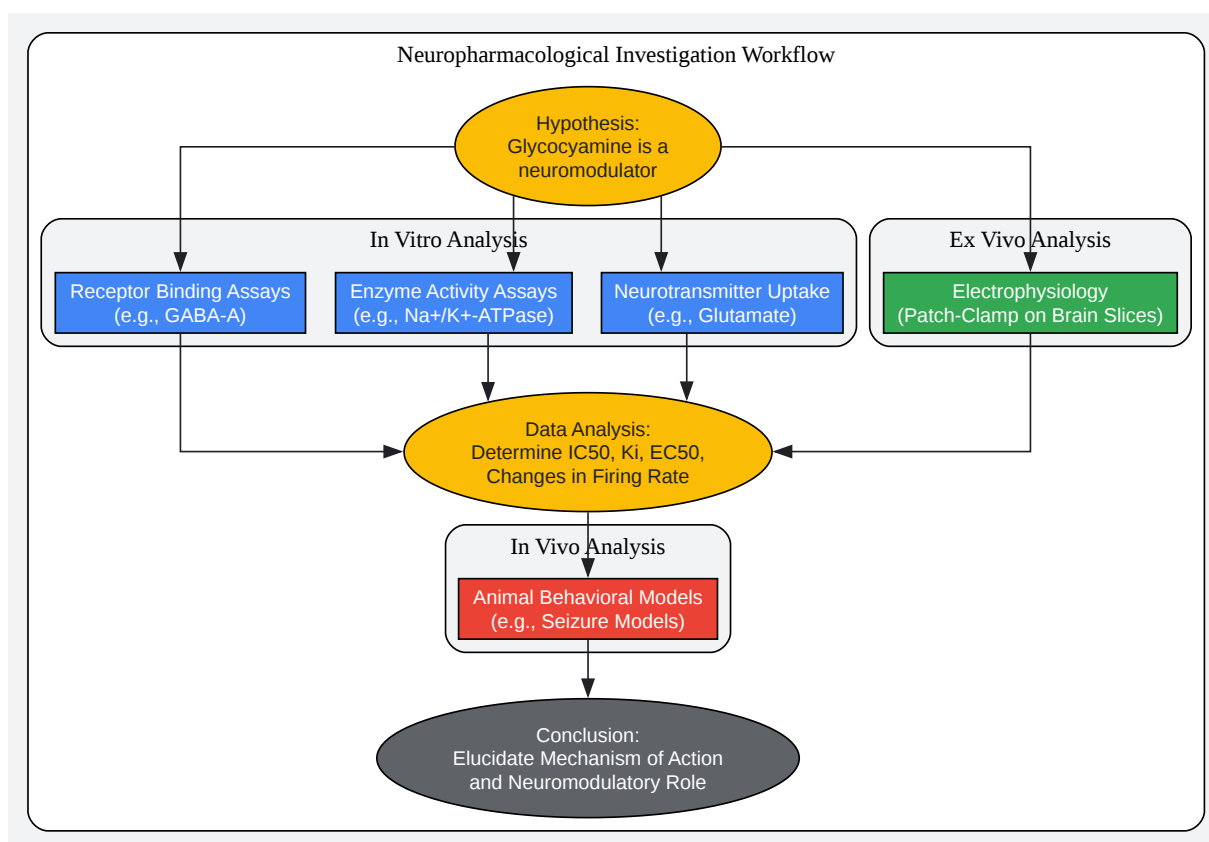 Neuropharmacological Investigation Workflow
Hypothesis:
Glycocyamine is a
neuromodulator
In Vitro Analysis
Ex Vivo Analysis
Receptor Binding Assays
(e.g., GABA-A)
Enzyme Activity Assays
(e.g., Na+/K+-ATPase)
Neurotransmitter Uptake
(e.g., Glutamate)
Electrophysiology
(Patch-Clamp on Brain Slices)
Data Analysis:
Determine IC50, Ki, EC50,
Changes in Firing Rate
In Vivo Analysis
Animal Behavioral Models
(e.g., Seizure Models)
Conclusion:
Elucidate Mechanism of Action
and Neuromodulatory Role